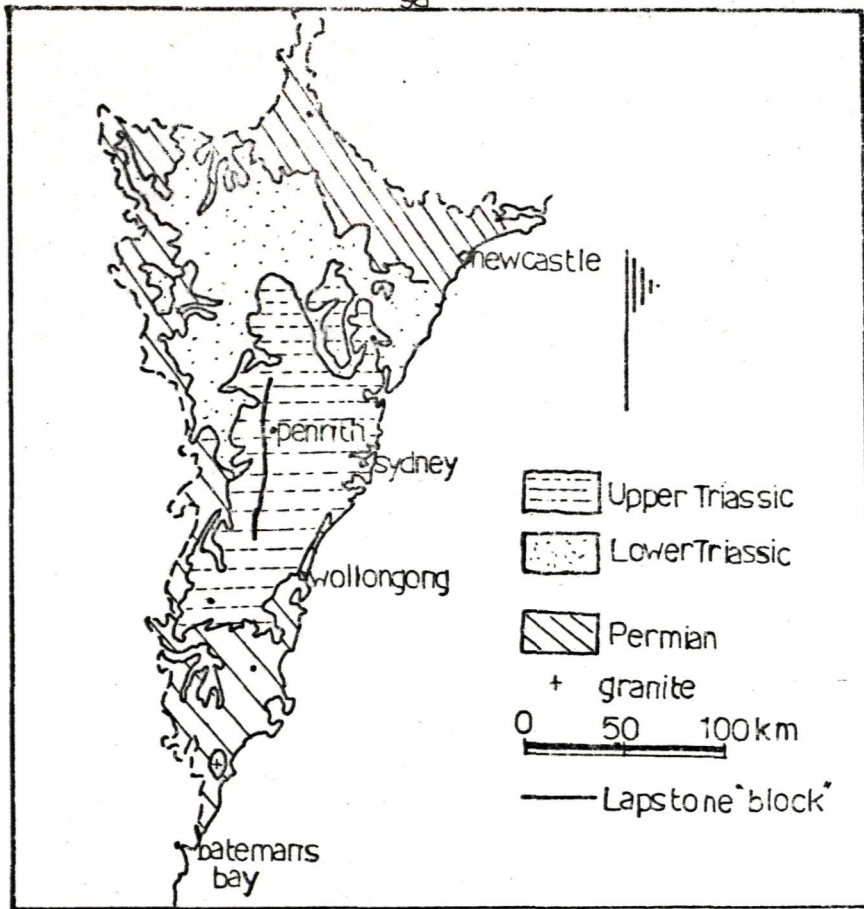 newcastle
penrith
sydney
wollongong
Upper Triassic
Lower Triassic
Permian
+ granite
0 50 100 km
Lapstone "block"
batemans
bay